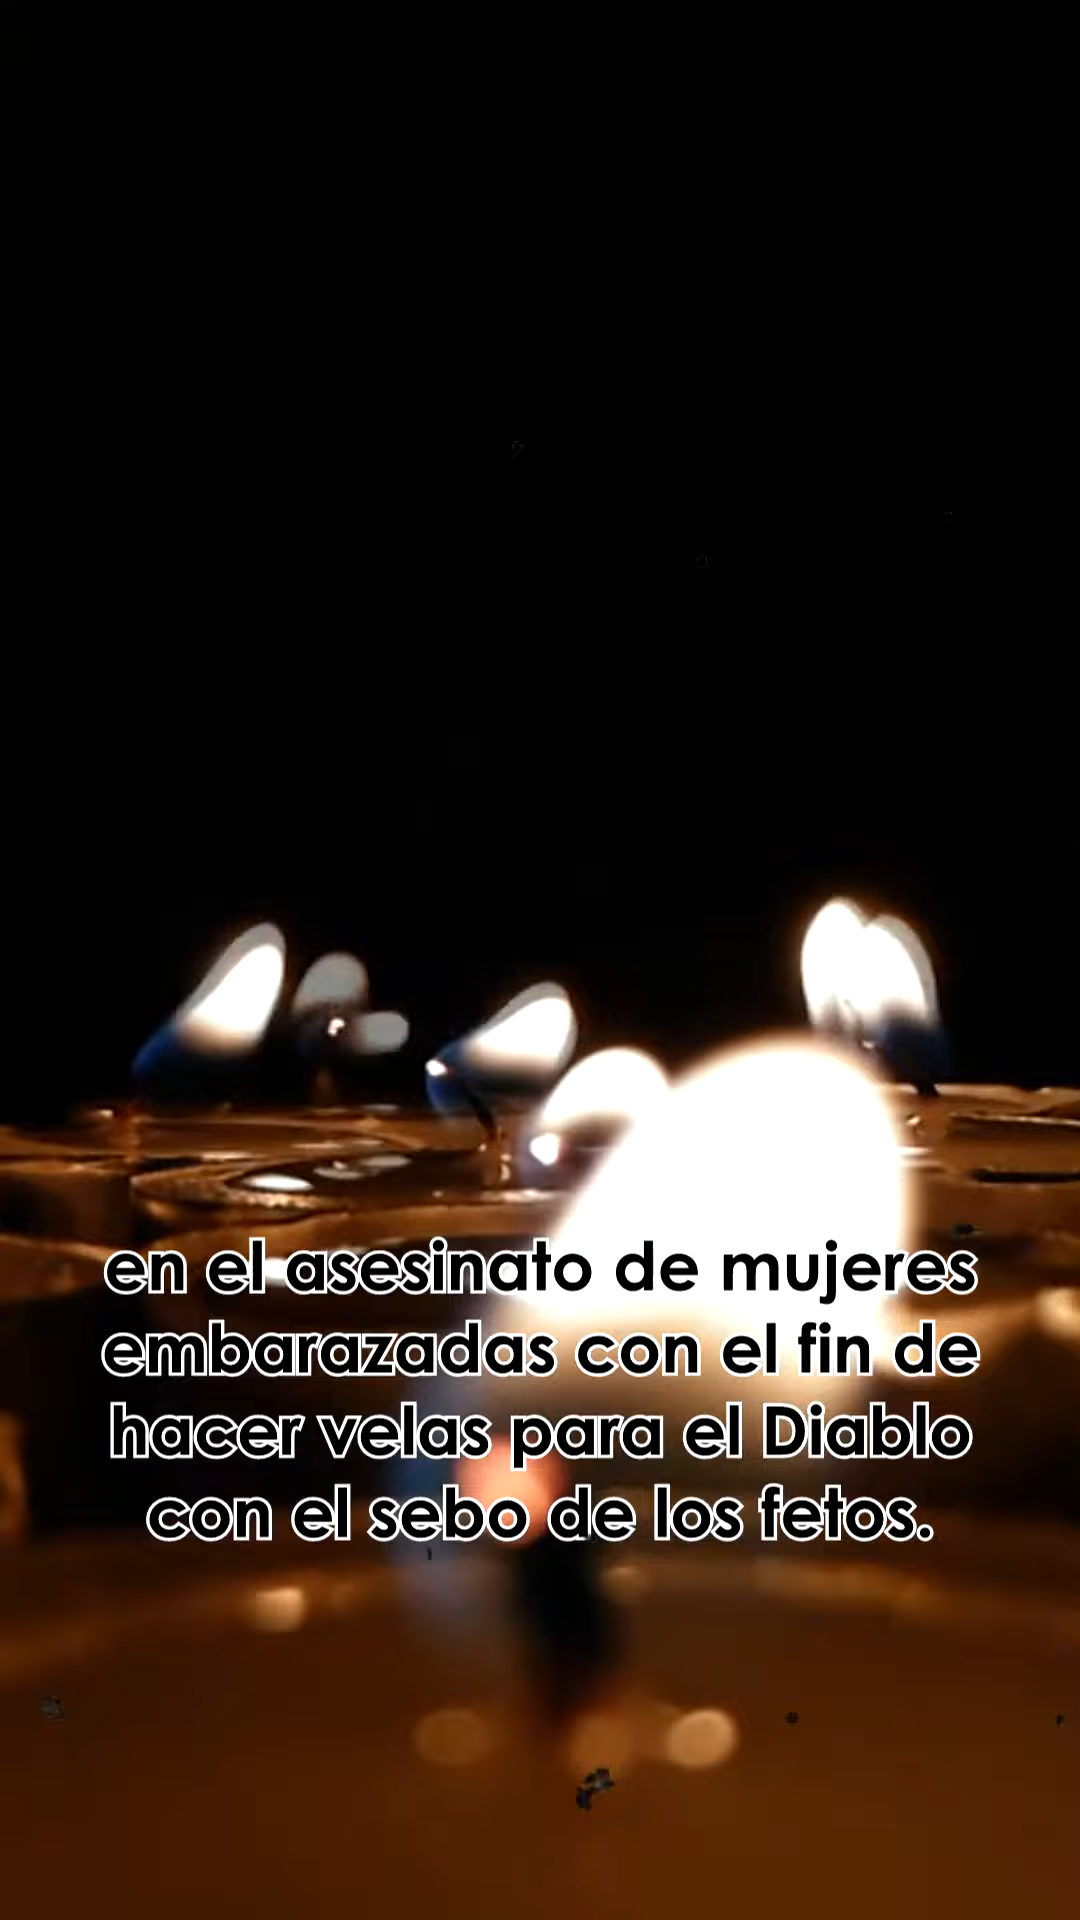 en el asesinato de mujeres
embarazadas con el fin de
hacer velas para el Diablo
con el sebo de los fetos.